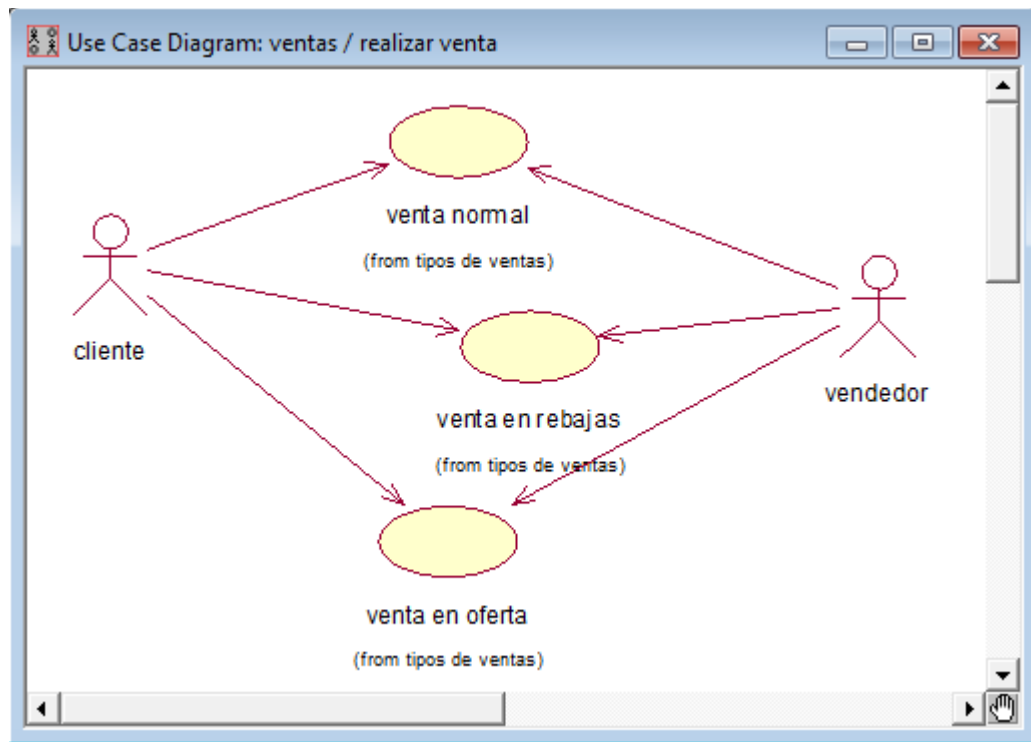 Use Case Diagram: ventas / realizar venta
venta normal
(from tipos de ventas)
cliente
vendedor
venta en rebajas
(from tipos de ventas)
venta en oferta
(from tipos de ventas)